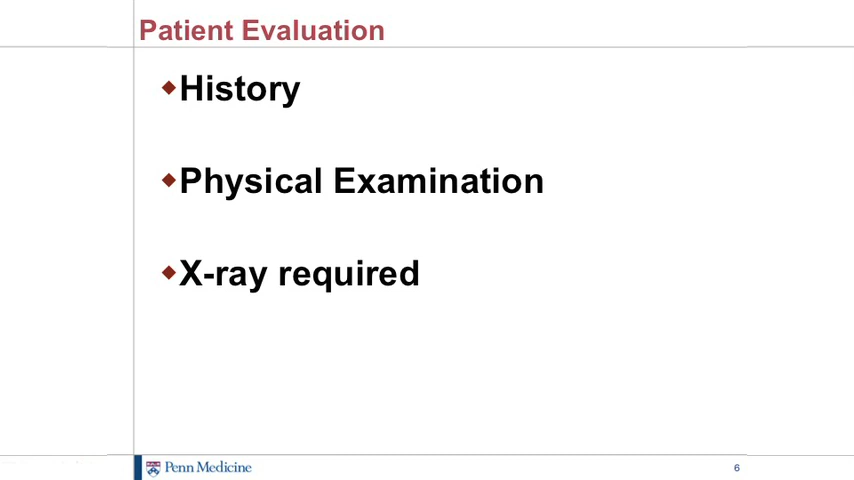 Patient Evaluation
History
Physical Examination
X-ray required
Penn Medicine
6